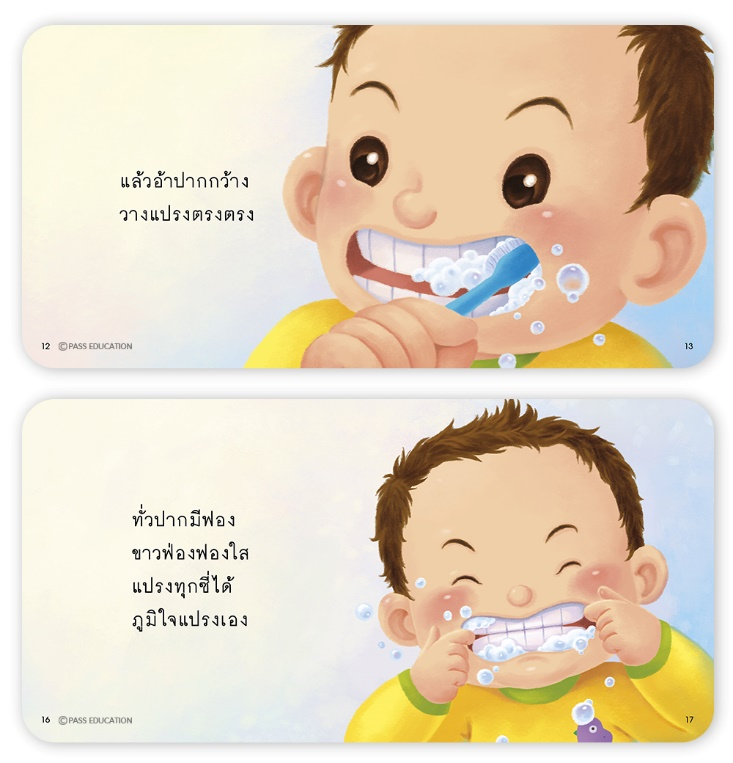 แล้วอ้าปากกว้าง
วางแปรงตรงตรง
12 ©PASS EDUCATION
13
ทั่วปากมีฟอง
ขาวฟ่องฟองใส
แปรงทุกซี่ได้
ภูมิใจแปรงเอง
16 ©PASS EDUCATION
17